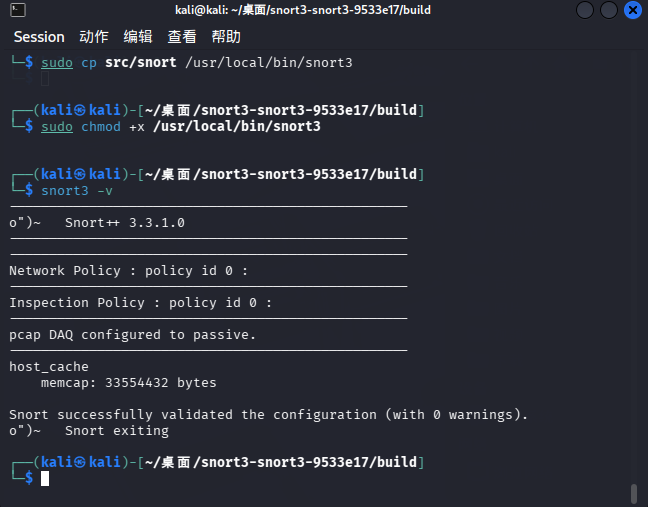 kali@kali: ~/桌面/snort3-snort3-9533e17/build
Session 动作 编辑 查看 帮助
└─$ sudo cp src/snort /usr/local/bin/snort3
┌──(kali㉿kali)-[~/桌面/snort3-snort3-9533e17/build]
└─$ sudo chmod +x /usr/local/bin/snort3
┌──(kali㉿kali)-[~/桌面/snort3-snort3-9533e17/build]
└─$ snort3 -v
--------------------------------------------------
o")~   Snort++ 3.3.1.0
--------------------------------------------------
--------------------------------------------------
Network Policy : policy id 0 :
--------------------------------------------------
Inspection Policy : policy id 0 :
--------------------------------------------------
pcap DAQ configured to passive.
--------------------------------------------------
host_cache
    memcap: 33554432 bytes
Snort successfully validated the configuration (with 0 warnings).
o")~   Snort exiting
┌──(kali㉿kali)-[~/桌面/snort3-snort3-9533e17/build]
└─$